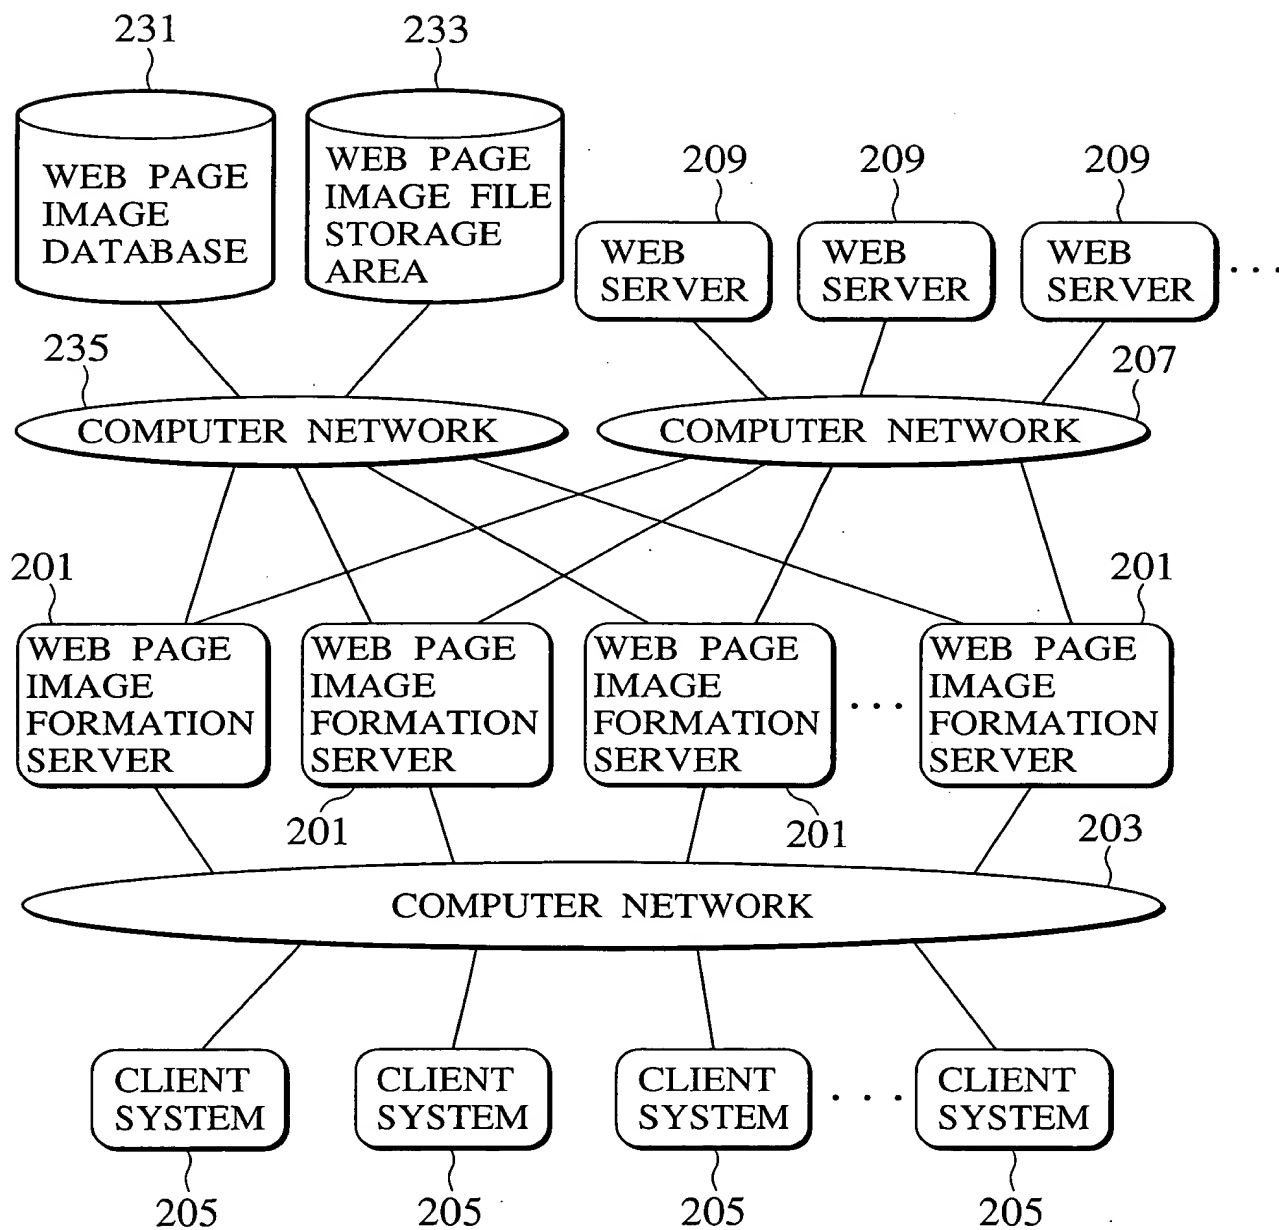 231
233
WEB PAGE
IMAGE
DATABASE
WEB PAGE
IMAGE FILE
STORAGE
AREA
209
209
209
WEB
SERVER
WEB
SERVER
WEB
SERVER
. . .
235
207
COMPUTER NETWORK
COMPUTER NETWORK
201
201
WEB PAGE
IMAGE
FORMATION
SERVER
WEB PAGE
IMAGE
FORMATION
SERVER
WEB PAGE
IMAGE
FORMATION
SERVER
. . .
WEB PAGE
IMAGE
FORMATION
SERVER
201
201
203
COMPUTER NETWORK
CLIENT
SYSTEM
CLIENT
SYSTEM
CLIENT
SYSTEM
. . .
CLIENT
SYSTEM
205
205
205
205